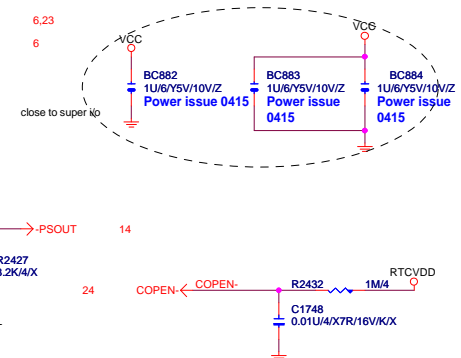 6,23
6
VCC
VCC
BC882
1U/6/Y5V/10V/Z
Power issue 0415
BC883
1U/6/Y5V/10V/Z
Power issue
0415
BC884
1U/6/Y5V/10V/Z
Power issue
0415
close to super i/o
-PSOUT
14
R2427
3.2K/4/X
24
COPEN-
COPEN-
R2432
1M/4
RTCVDD
C1748
0.01U/4/X7R/16V/K/X